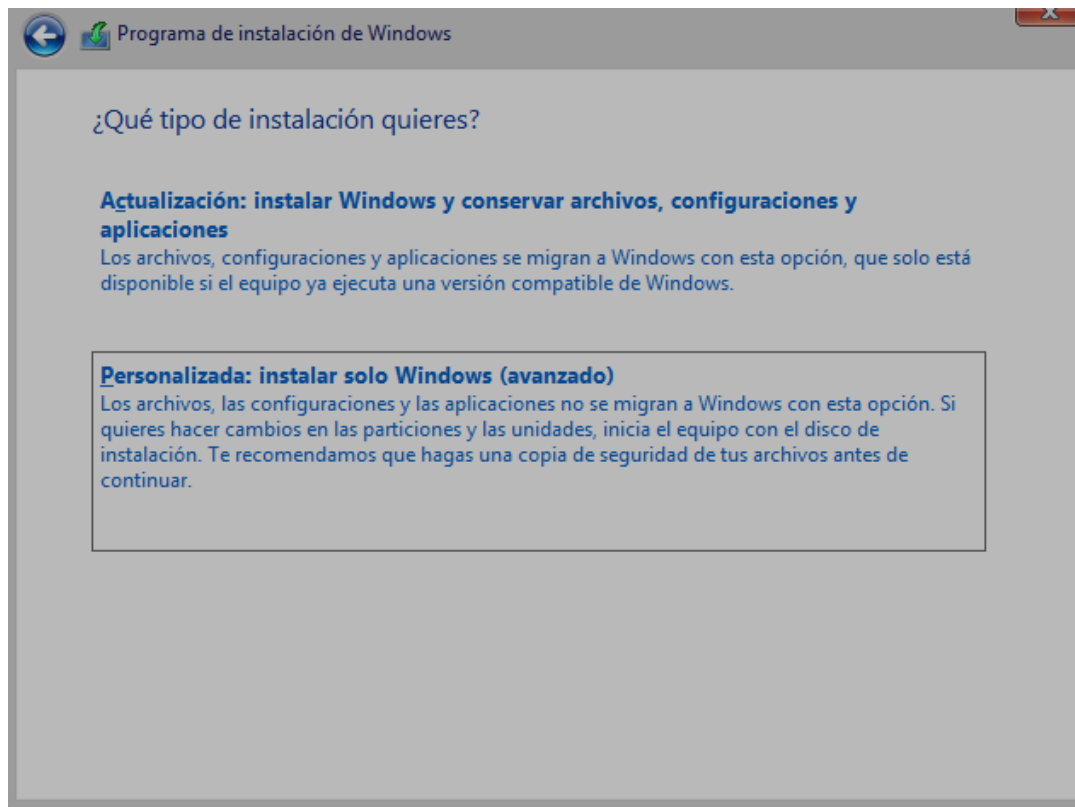 Programa de instalación de Windows
¿Qué tipo de instalación quieres?
Actualización: instalar Windows y conservar archivos, configuraciones y
aplicaciones
Los archivos, configuraciones y aplicaciones se migran a Windows con esta opción, que solo está
disponible si el equipo ya ejecuta una versión compatible de Windows.
Personalizada: instalar solo Windows (avanzado)
Los archivos, las configuraciones y las aplicaciones no se migran a Windows con esta opción. Si
quieres hacer cambios en las particiones y las unidades, inicia el equipo con el disco de
instalación. Te recomendamos que hagas una copia de seguridad de tus archivos antes de
continuar.